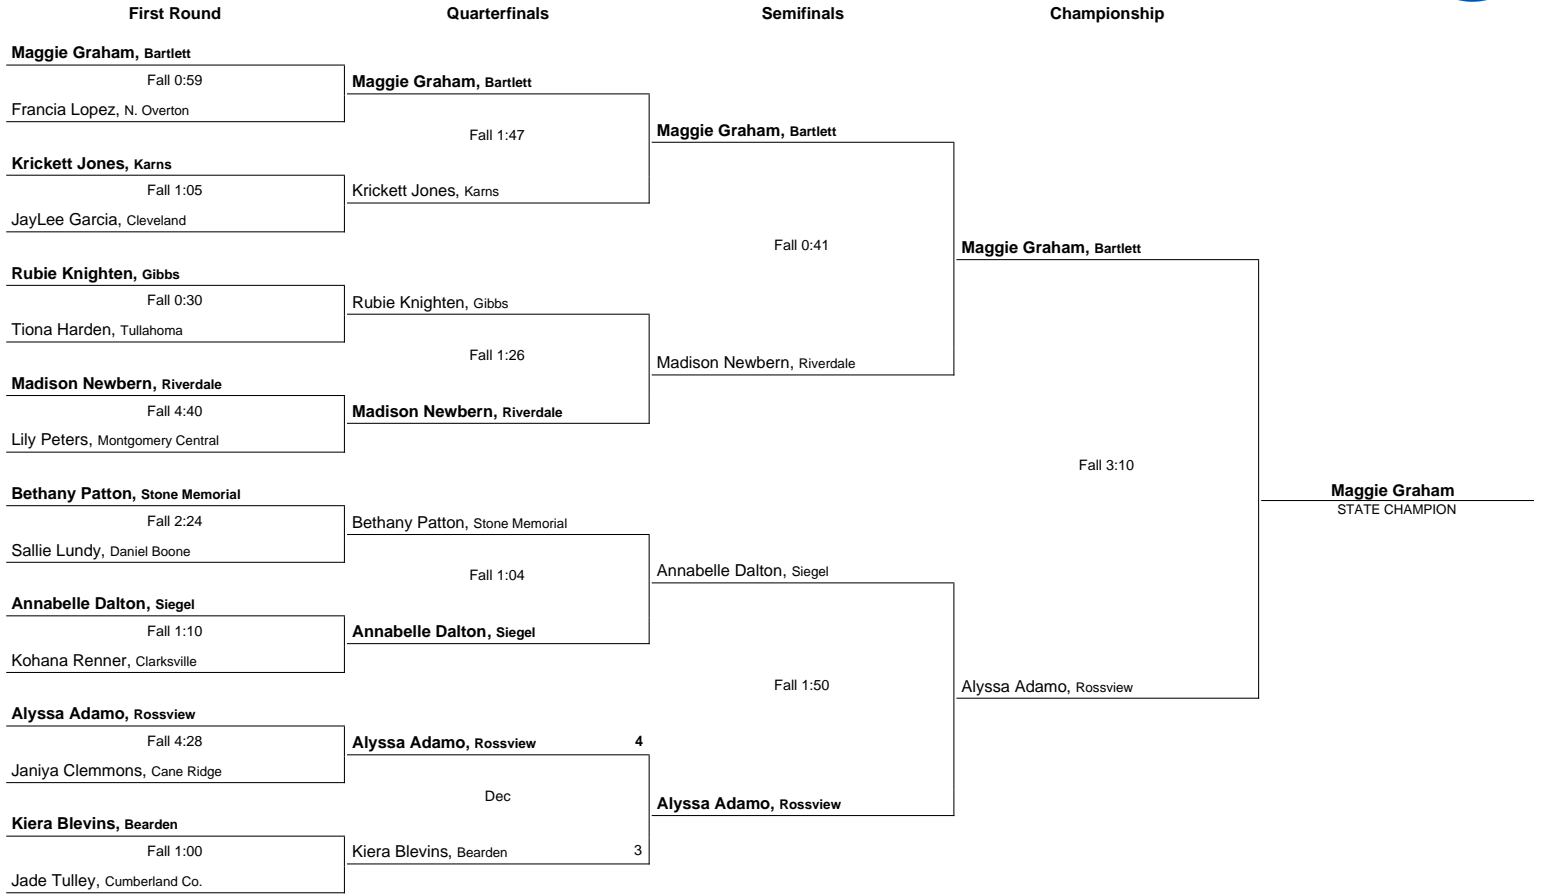 First Round
Quarterfinals
Semifinals
Championship
Maggie Graham, Bartlett
Fall 0:59
Francia Lopez, N. Overton
Krickett Jones, Karns
Fall 1:05
JayLee Garcia, Cleveland
Rubie Knighten, Gibbs
Fall 0:30
Tiona Harden, Tullahoma
Madison Newbern, Riverdale
Fall 4:40
Lily Peters, Montgomery Central
Bethany Patton, Stone Memorial
Fall 2:24
Sallie Lundy, Daniel Boone
Annabelle Dalton, Siegel
Fall 1:10
Kohana Renner, Clarksville
Alyssa Adamo, Rossview
Fall 4:28
Janiya Clemmons, Cane Ridge
Kiera Blevins, Bearden
Fall 1:00
Jade Tulley, Cumberland Co.
Maggie Graham, Bartlett
Fall 1:47
Krickett Jones, Karns
Rubie Knighten, Gibbs
Fall 1:26
Madison Newbern, Riverdale
Bethany Patton, Stone Memorial
Fall 1:04
Annabelle Dalton, Siegel
Alyssa Adamo, Rossview 4
Dec
Kiera Blevins, Bearden 3
Maggie Graham, Bartlett
Fall 0:41
Madison Newbern, Riverdale
Annabelle Dalton, Siegel
Fall 1:50
Alyssa Adamo, Rossview
Maggie Graham, Bartlett
Fall 3:10
Alyssa Adamo, Rossview
Maggie Graham
STATE CHAMPION